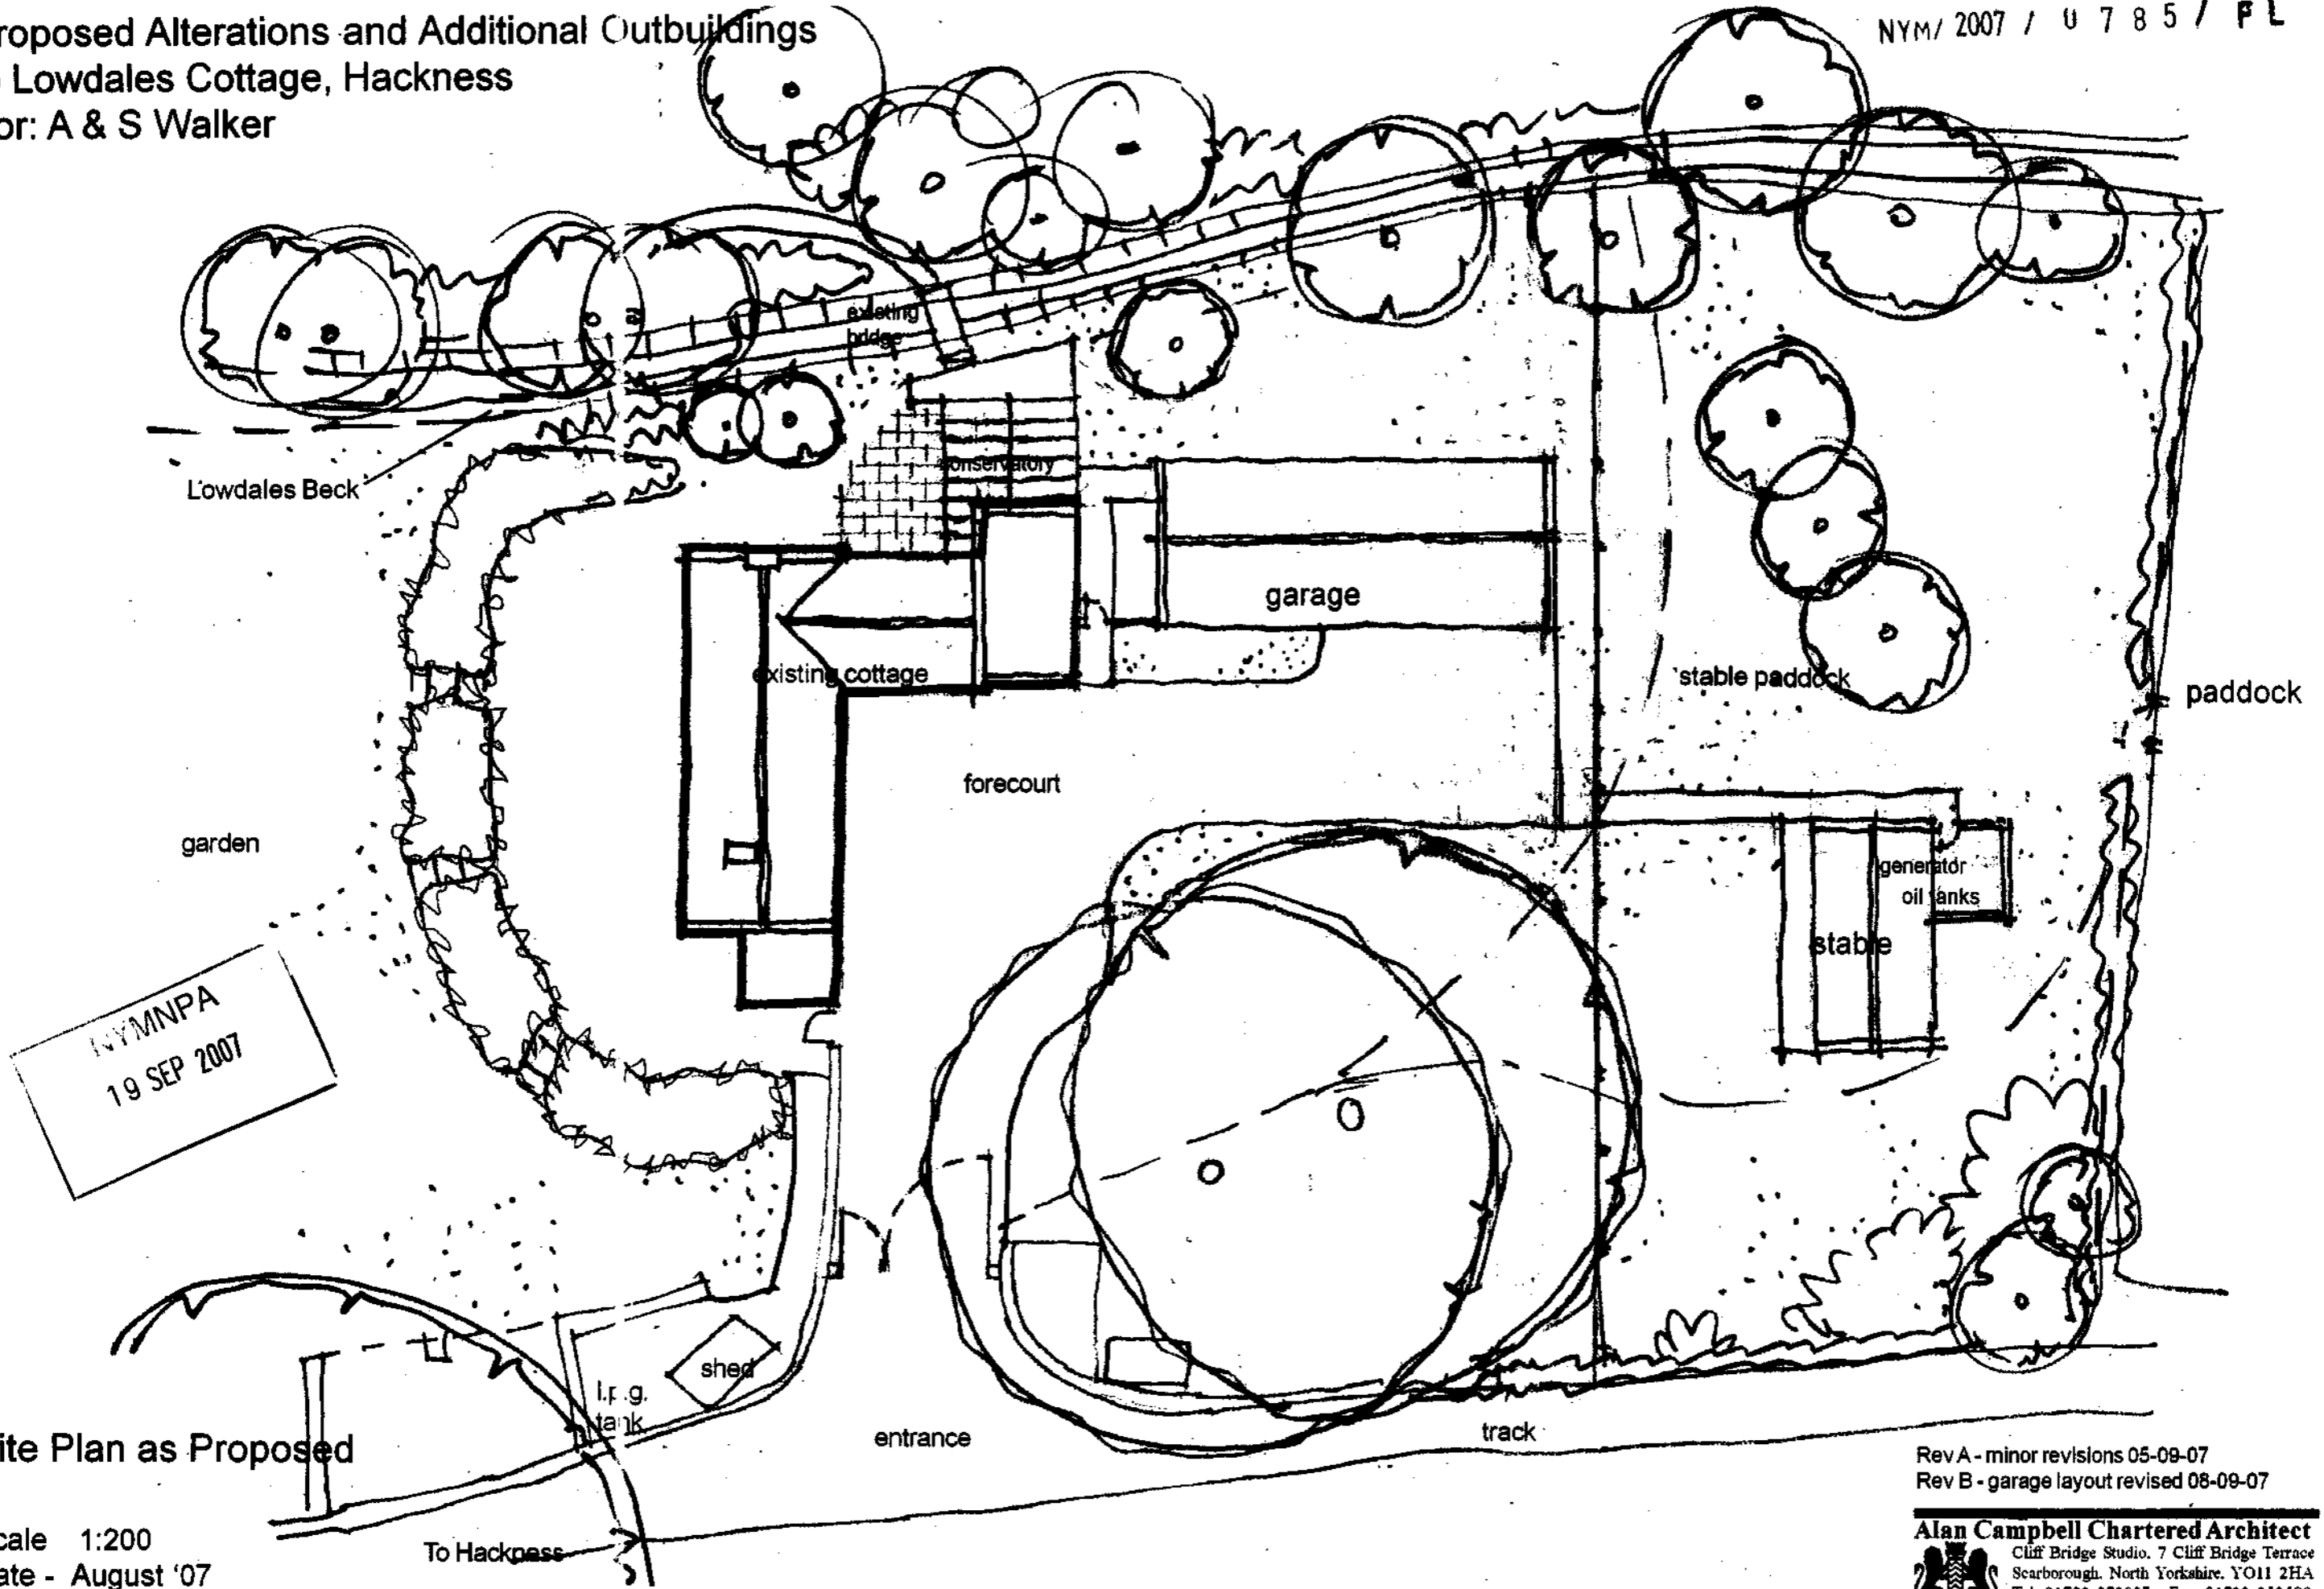 roposed Alterations and Additional Outbuildings
Lowdales Cottage, Hackness
or: A & S Walker
NYM/ 2007 / 0 7 8 5 / FL
existing
bridge
Lowdales Beck
conservatory
garage
existing cottage
stable paddock
paddock
forecourt
garden
generator
oil tanks
stable
NYMNPA
19 SEP 2007
shed
l.p.g.
tank
entrance
track
ite Plan as Proposed
cale 1:200
ate - August '07
To Hackness
Rev A - minor revisions 05-09-07
Rev B - garage layout revised 08-09-07
Alan Campbell Chartered Architect
Cliff Bridge Studio. 7 Cliff Bridge Terrace
Scarborough. North Yorkshire. YO11 2HA